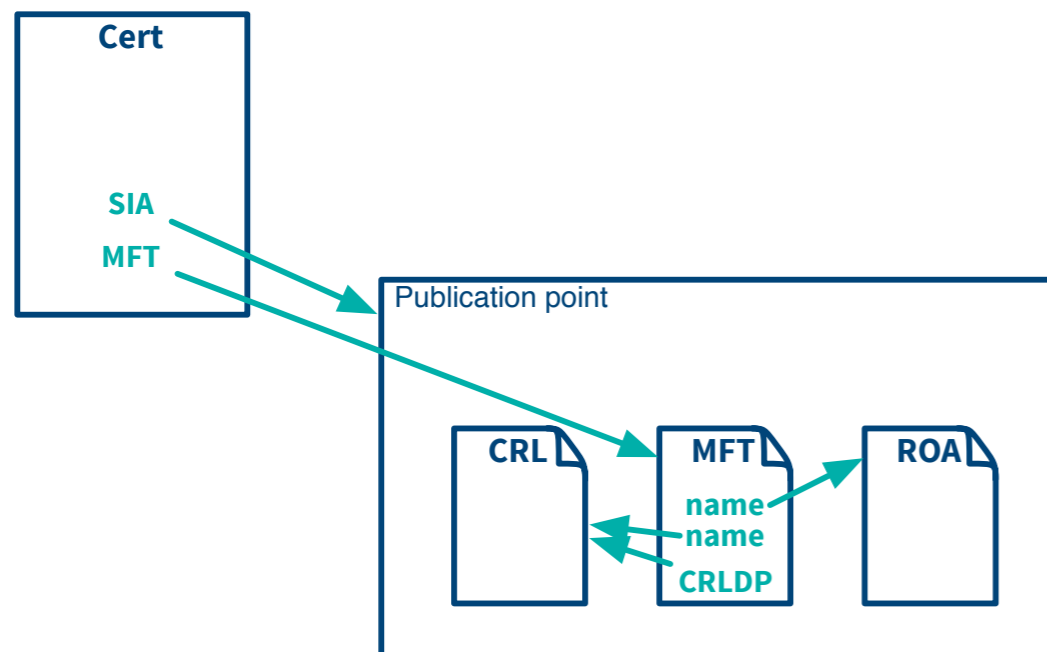 Cert
SIA
MFT
Publication point
CRL
MFT
ROA
name
name
CRLDP